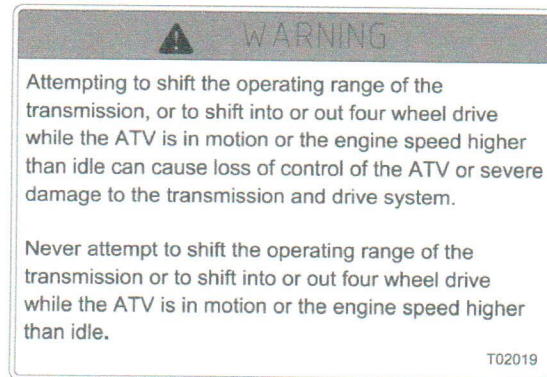 WARNING
Attempting to shift the operating range of the
transmission, or to shift into or out four wheel drive
while the ATV is in motion or the engine speed higher
than idle can cause loss of control of the ATV or severe
damage to the transmission and drive system.
Never attempt to shift the operating range of the
transmission or to shift into or out four wheel drive
while the ATV is in motion or the engine speed higher
than idle.
T02019